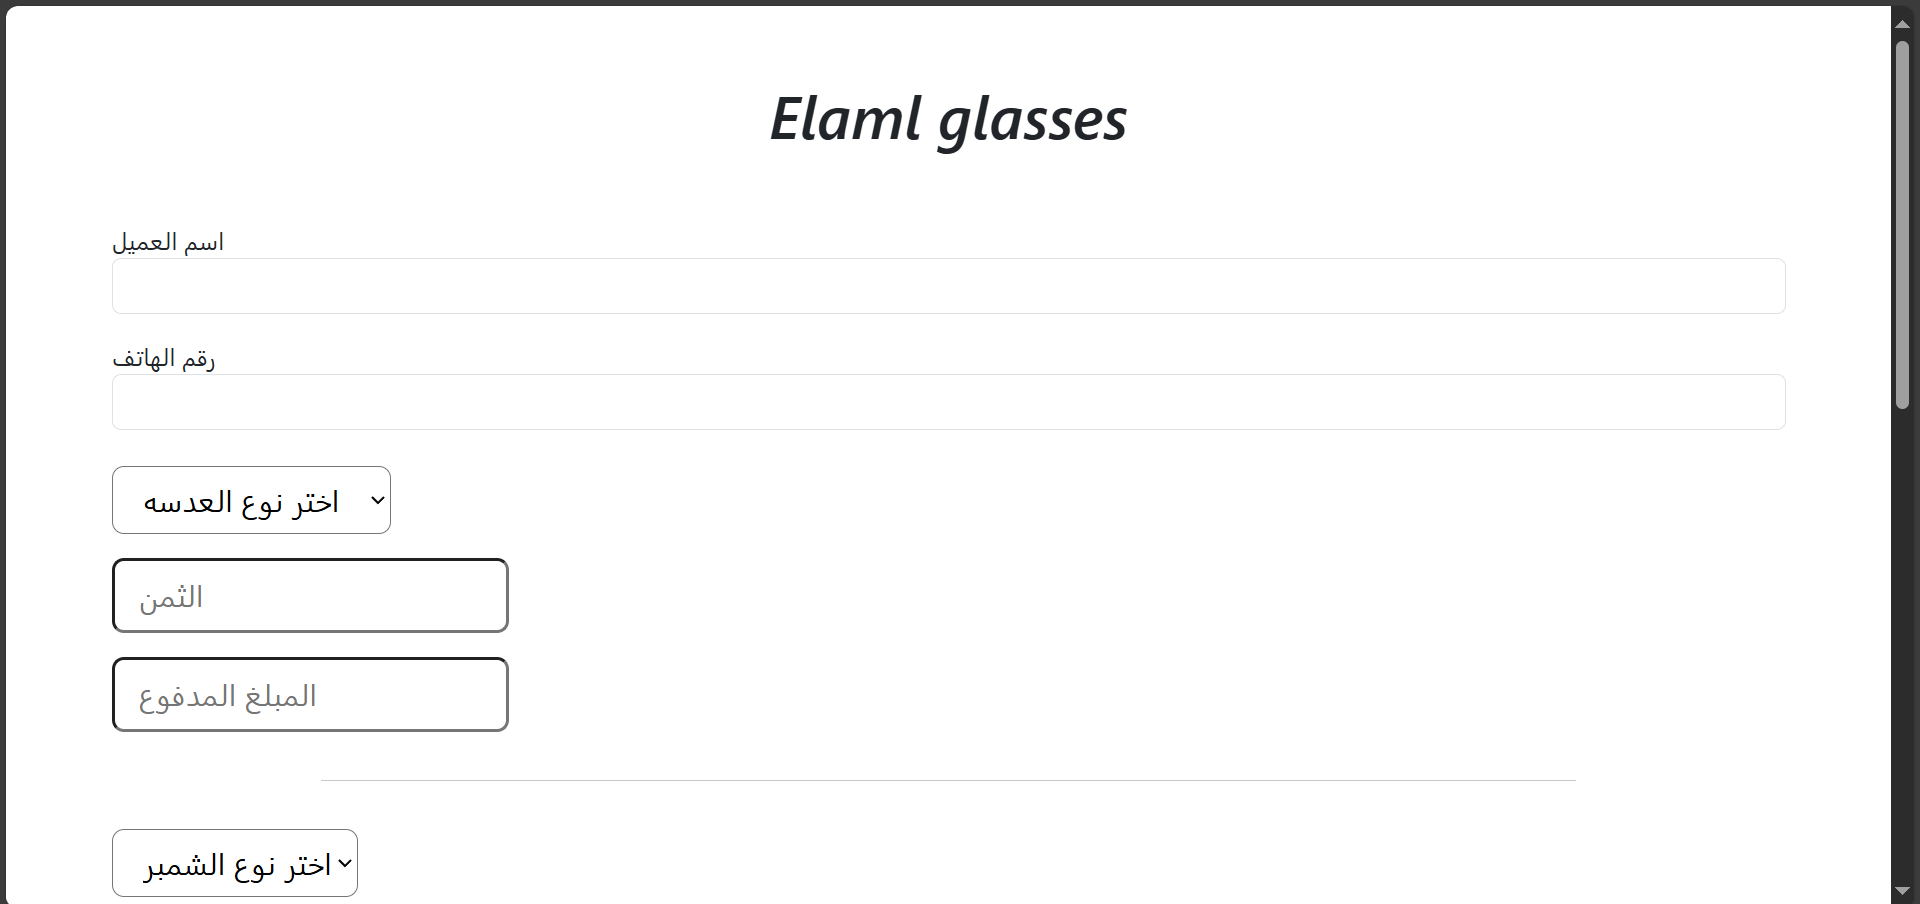 Elaml glasses
اسم العميل
رقم الهاتف
اختر نوع العدسه
الثمن
المبلغ المدفوع
اختر نوع الشمبر